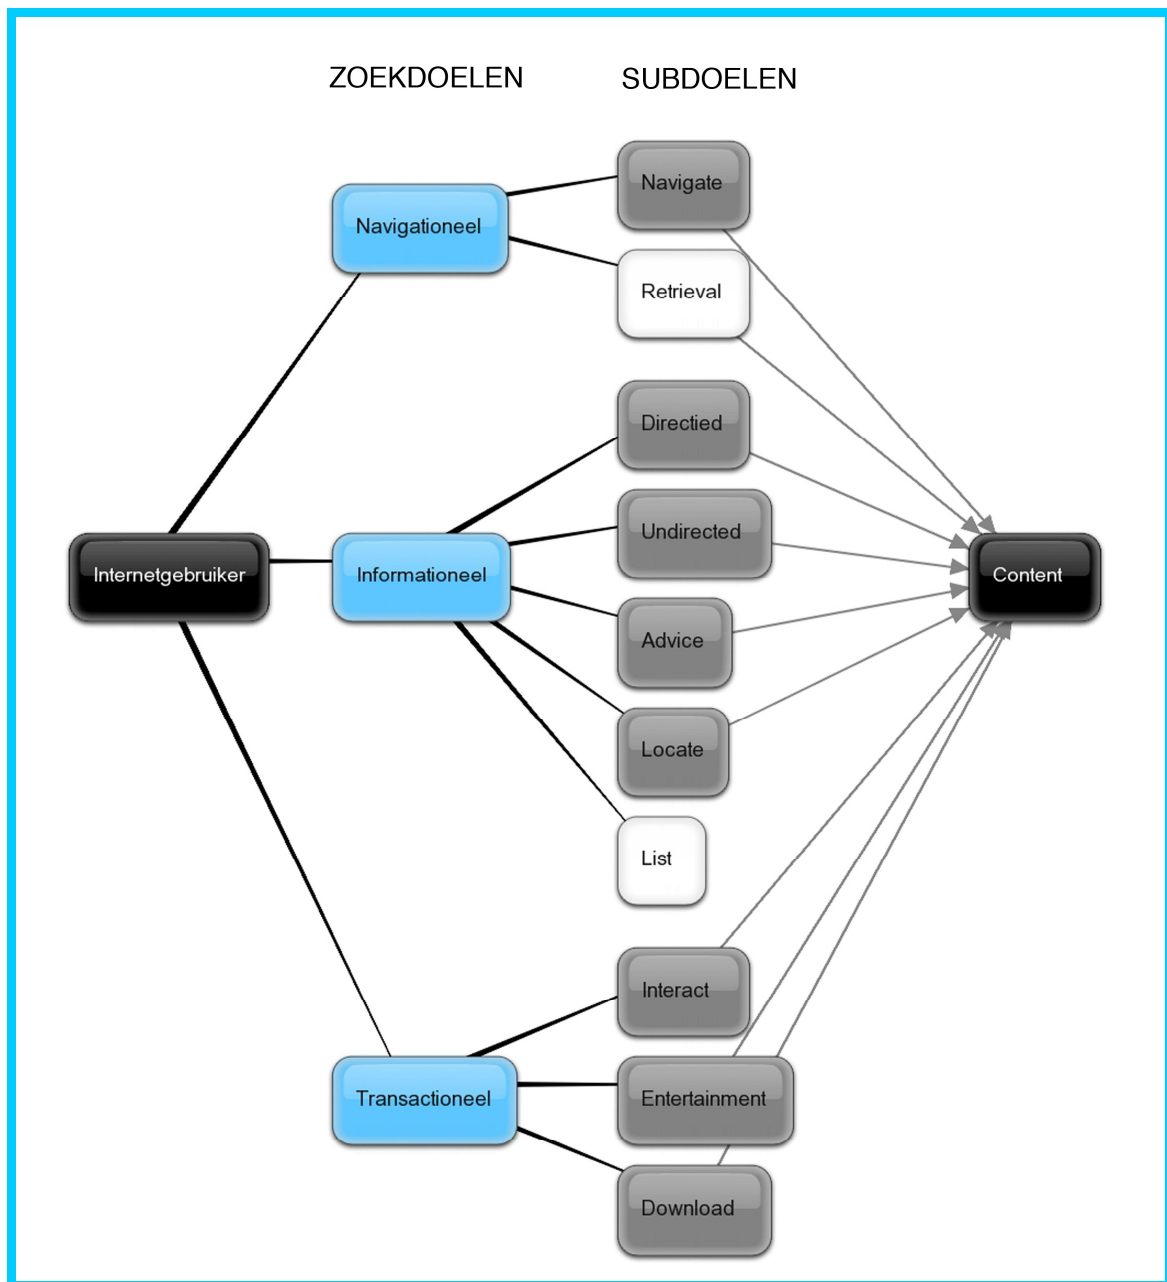 ZOEKDOELEN
SUBDOELEN
Navigate
Navigationeel
Retrieval
Directied
Undirected
Internetgebruiker
Informationeel
Content
Advice
Locate
List
Interact
Transactioneel
Entertainment
Download